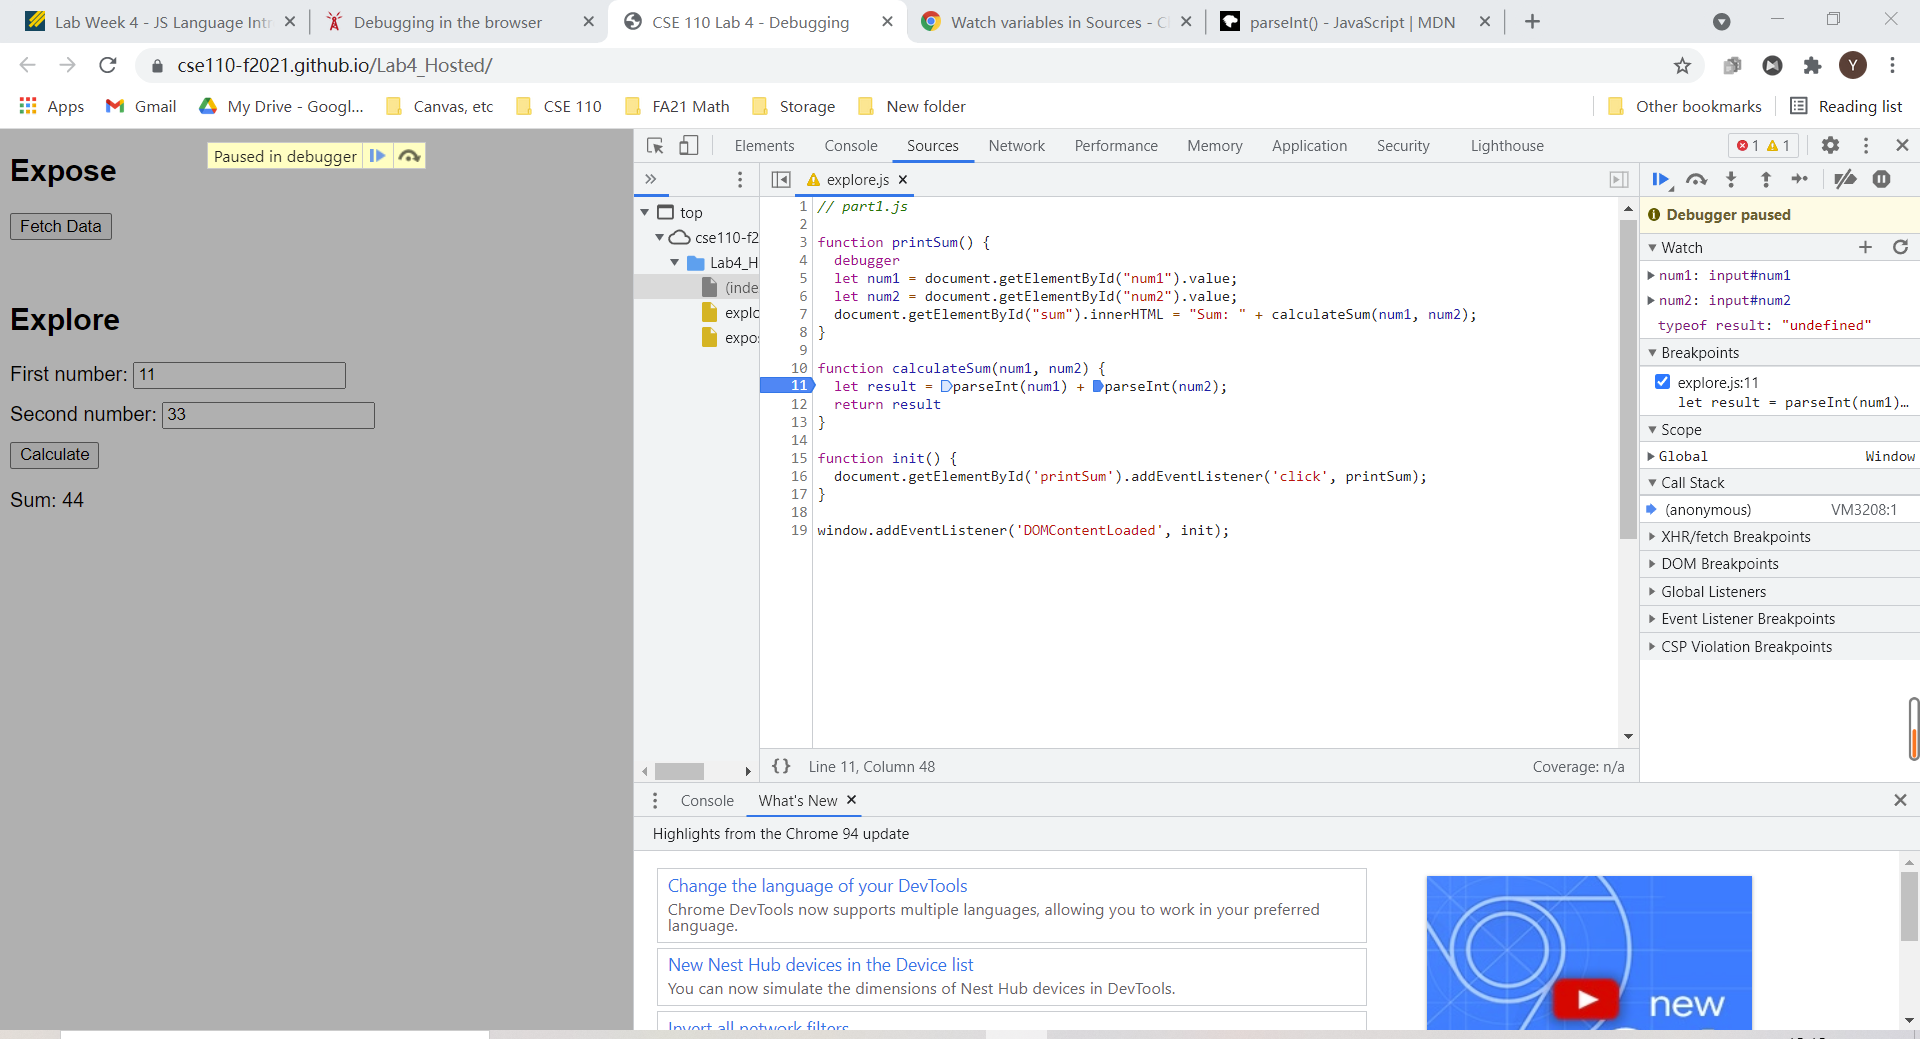 Lab Week 4 - JS Language Intr
Debugging in the browser
CSE 110 Lab 4 - Debugging
Watch variables in Sources - C
parseInt() - JavaScript | MDN
cse110-f2021.github.io/Lab4_Hosted/
Y
Apps
Gmail
My Drive - Googl...
Canvas, etc
CSE 110
FA21 Math
Storage
New folder
Other bookmarks
Reading list
Expose
Paused in debugger
Fetch Data
Explore
First number: 11
Second number: 33
Calculate
Sum: 44
Elements Console Sources Network Performance Memory Application Security Lighthouse
1 1
top
cse110-f2
Lab4_H
(inde
explo
expo
explore.js
1 // part1.js
2
3 function printSum() {
4 debugger
5 let num1 = document.getElementById("num1").value;
6 let num2 = document.getElementById("num2").value;
7 document.getElementById("sum").innerHTML = "Sum: " + calculateSum(num1, num2);
8 }
9
10 function calculateSum(num1, num2) {
11 let result = parseInt(num1) + parseInt(num2);
12 return result
13 }
14
15 function init() {
16 document.getElementById('printSum').addEventListener('click', printSum);
17 }
18
19 window.addEventListener('DOMContentLoaded', init);
{} Line 11, Column 48
Coverage: n/a
Debugger paused
Watch
num1: input#num1
num2: input#num2
typeof result: "undefined"
Breakpoints
explore.js:11
let result = parseInt(num1)…
Scope
Global Window
Call Stack
(anonymous) VM3208:1
XHR/fetch Breakpoints
DOM Breakpoints
Global Listeners
Event Listener Breakpoints
CSP Violation Breakpoints
Console What's New
Highlights from the Chrome 94 update
Change the language of your DevTools
Chrome DevTools now supports multiple languages, allowing you to work in your preferred
language.
New Nest Hub devices in the Device list
You can now simulate the dimensions of Nest Hub devices in DevTools.
Invert all network filters
new